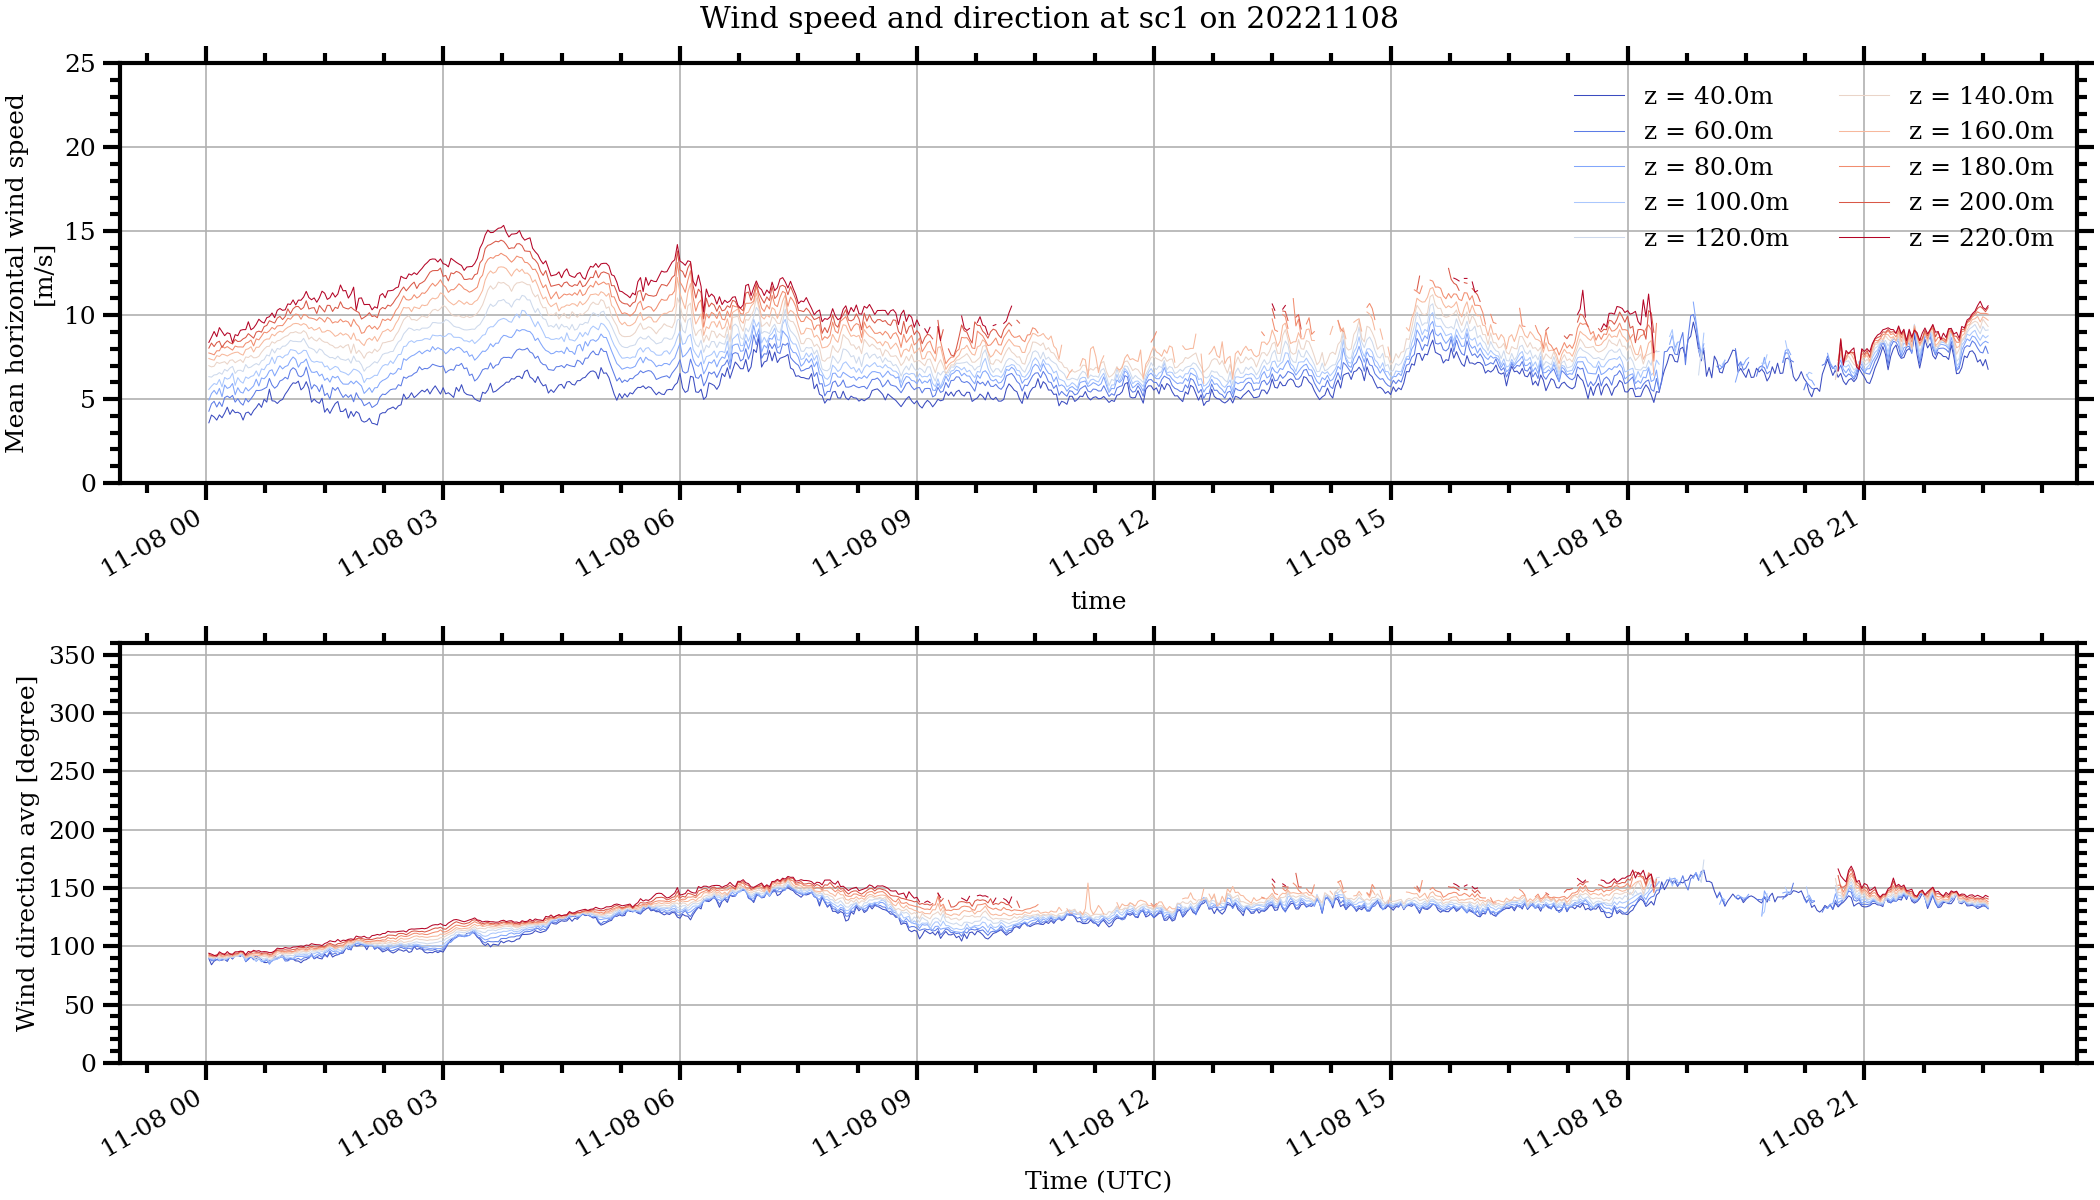 Wind speed and direction at sc1 on 20221108
Mean horizontal wind speed
[m/s]
25
20
15
10
5
0
z = 40.0m
z = 60.0m
z = 80.0m
z = 100.0m
z = 120.0m
z = 140.0m
z = 160.0m
z = 180.0m
z = 200.0m
z = 220.0m
11-08 00
11-08 03
11-08 06
11-08 09
11-08 12
11-08 15
11-08 18
11-08 21
time
Wind direction avg [degree]
350
300
250
200
150
100
50
0
11-08 00
11-08 03
11-08 06
11-08 09
11-08 12
11-08 15
11-08 18
11-08 21
Time (UTC)